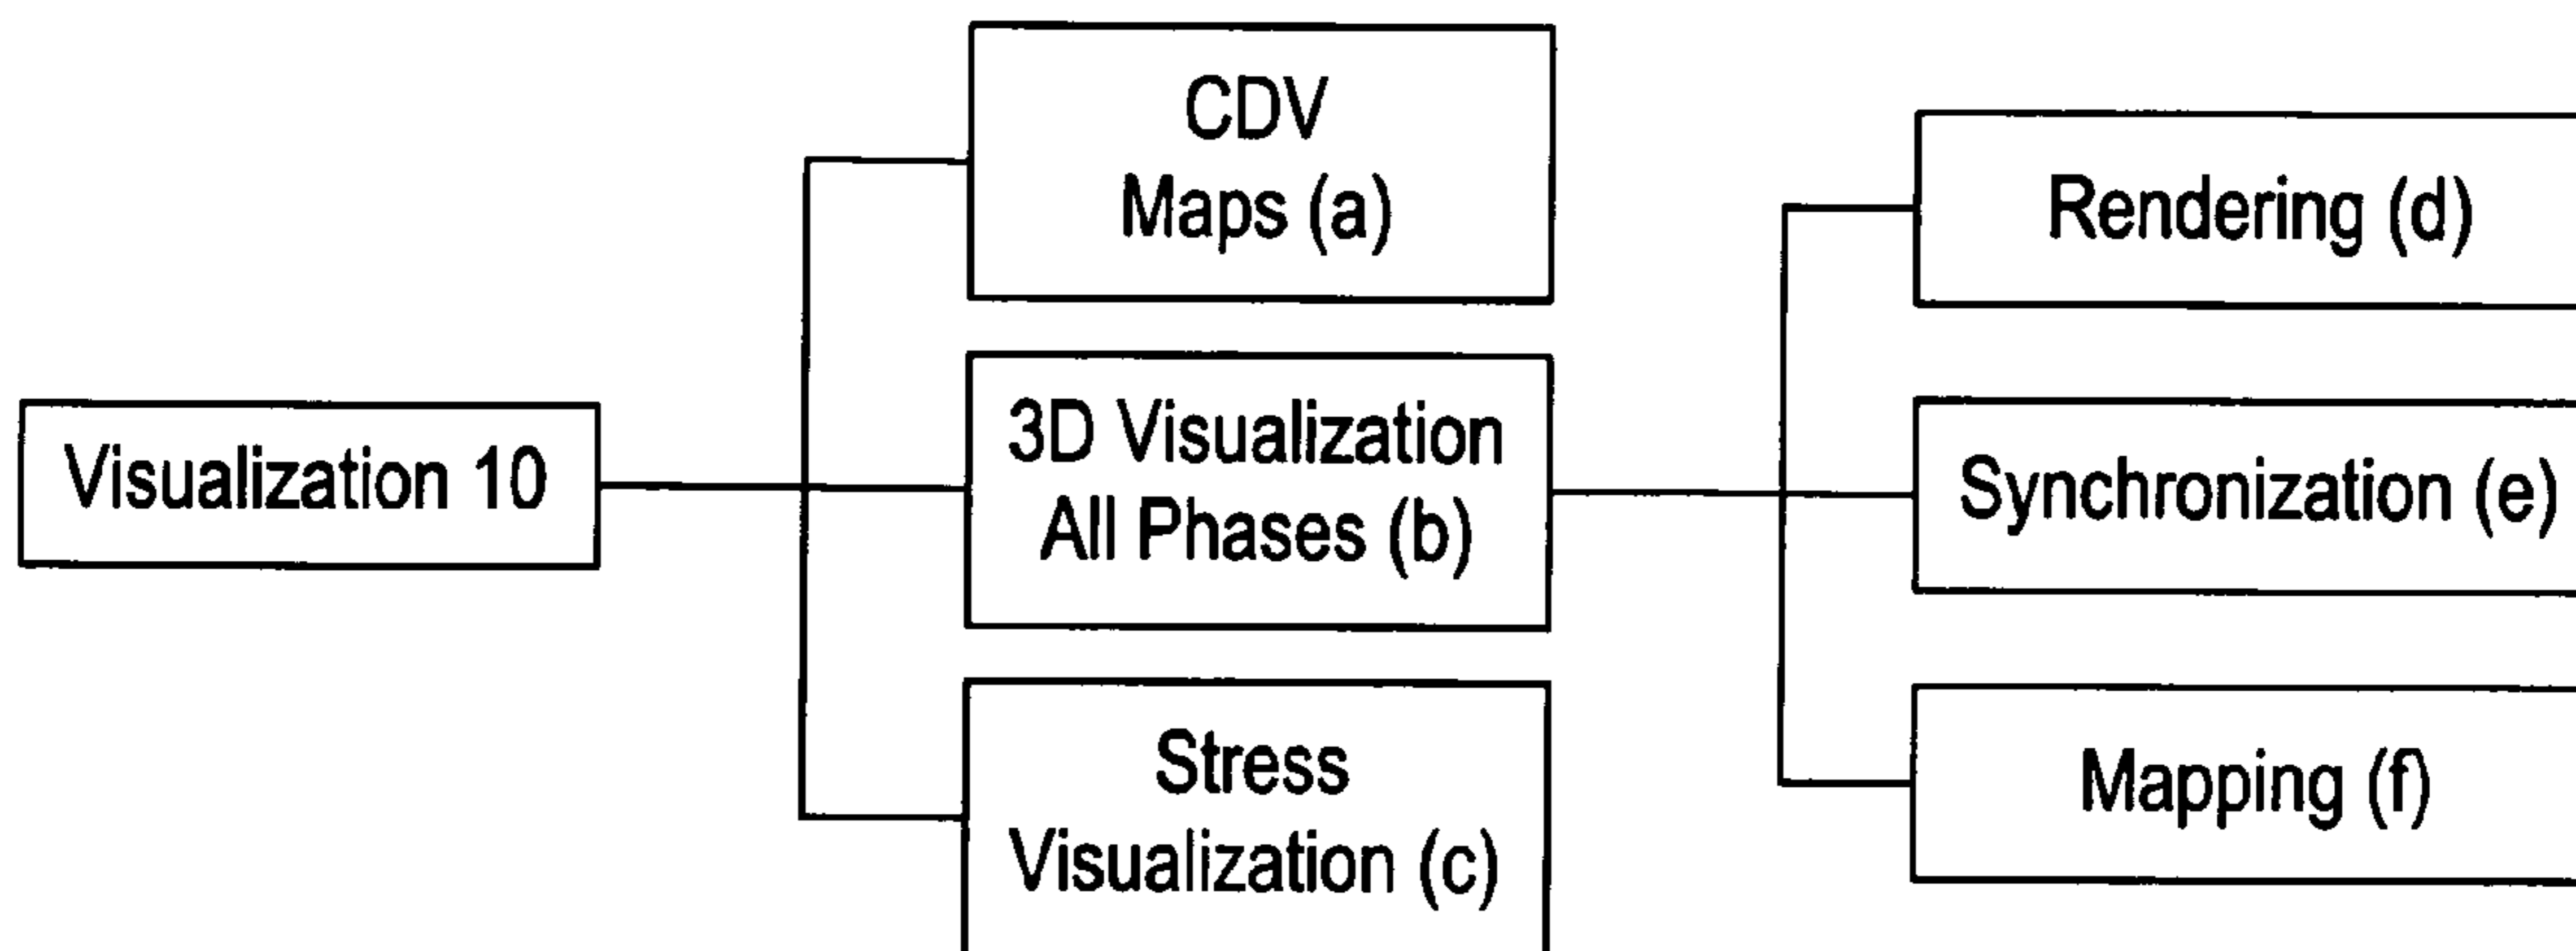 Visualization 10
CDV
Maps (a)
3D Visualization
All Phases (b)
Stress
Visualization (c)
Rendering (d)
Synchronization (e)
Mapping (f)